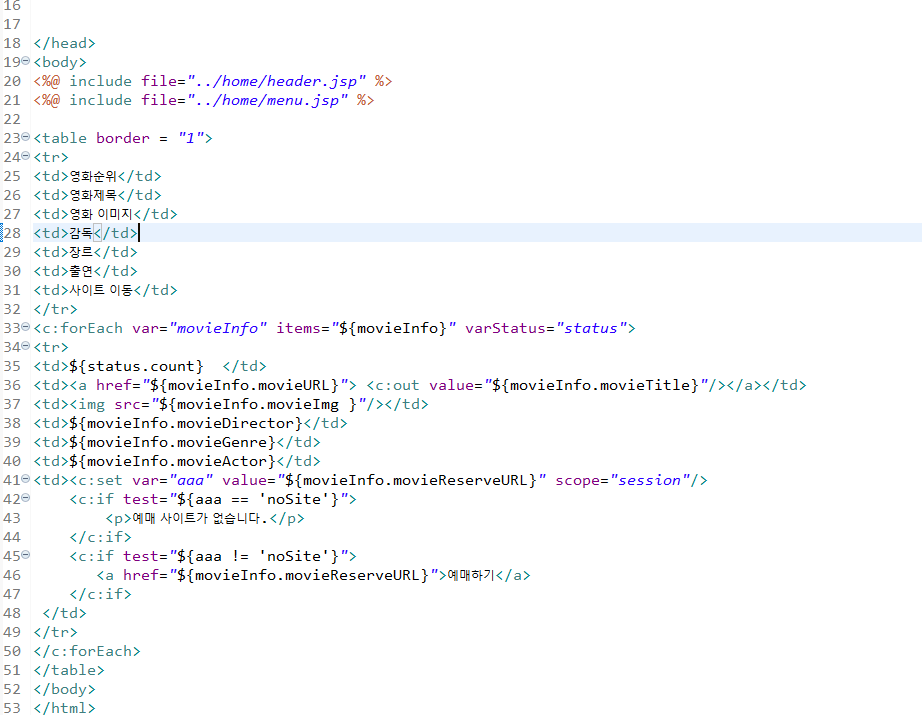 16
17
18 </head>
19 <body>
20 <%@ include file="../home/header.jsp" %>
21 <%@ include file="../home/menu.jsp" %>
22
23 <table border = "1">
24 <tr>
25 <td>영화순위</td>
26 <td>영화제목</td>
27 <td>영화 이미지</td>
28 <td>감독</td>
29 <td>장르</td>
30 <td>출연</td>
31 <td>사이트 이동</td>
32 </tr>
33 <c:forEach var="movieInfo" items="${movieInfo}" varStatus="status">
34 <tr>
35 <td>${status.count}  </td>
36 <td><a href="${movieInfo.movieURL}"> <c:out value="${movieInfo.movieTitle}"/></a></td>
37 <td><img src="${movieInfo.movieImg }"/></td>
38 <td>${movieInfo.movieDirector}</td>
39 <td>${movieInfo.movieGenre}</td>
40 <td>${movieInfo.movieActor}</td>
41 <td><c:set var="aaa" value="${movieInfo.movieReserveURL}" scope="session"/>
42     <c:if test="${aaa == 'noSite'}">
43         <p>예매 사이트가 없습니다.</p>
44     </c:if>
45     <c:if test="${aaa != 'noSite'}">
46        <a href="${movieInfo.movieReserveURL}">예매하기</a>
47     </c:if>
48  </td>
49 </tr>
50 </c:forEach>
51 </table>
52 </body>
53 </html>